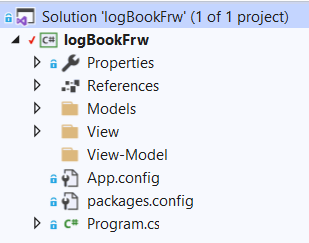 Solution 'logBookFrw' (1 of 1 project)
C# logBookFrw
Properties
References
Models
View
View-Model
App.config
packages.config
C# Program.cs